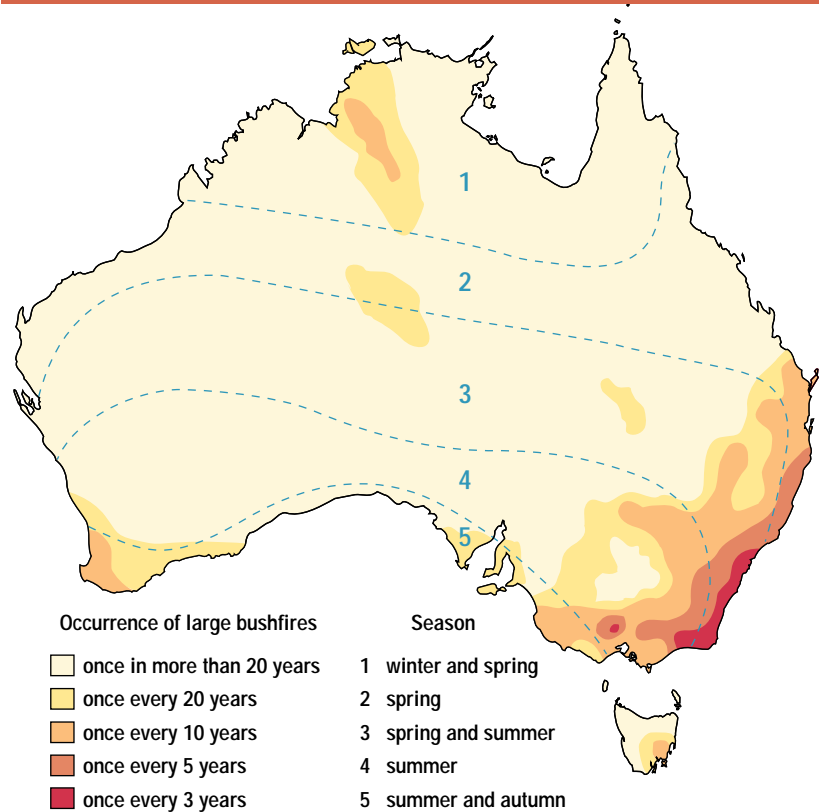 1
2
3
4
5
Occurrence of large bushfires
once in more than 20 years
once every 20 years
once every 10 years
once every 5 years
once every 3 years
Season
1 winter and spring
2 spring
3 spring and summer
4 summer
5 summer and autumn